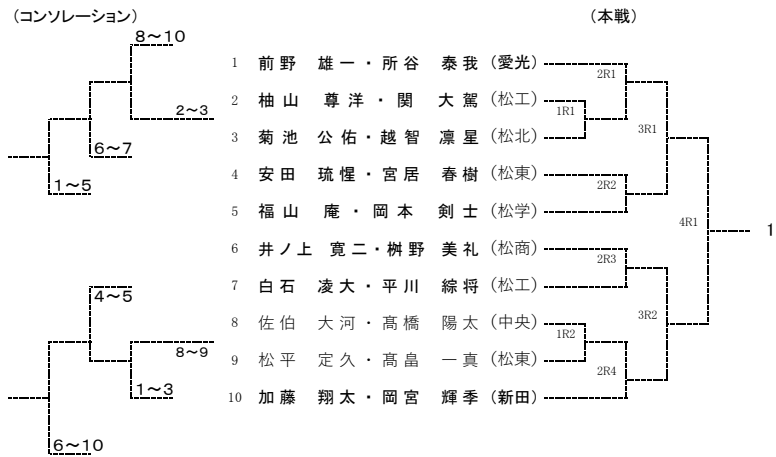 (コンソレーション) (本戦)
8～10
1 前野 雄一・所谷 泰我 (愛光)
2R1
2 柚山 尊洋・関 大駕 (松工)
2～3
1R1
3R1
3 菊池 公佑・越智 凛星 (松北)
6～7
4 安田 琉惺・宮居 春樹 (松東)
1～5
2R2
5 福山 庵・岡本 剣士 (松学)
4R1
1
6 井ノ上 寛二・桝野 美礼 (松商)
2R3
7 白石 凌大・平川 綜将 (松工)
4～5
3R2
8 佐伯 大河・髙橋 陽太 (中央)
1R2
8～9
9 松平 定久・髙畠 一真 (松東)
2R4
1～3
10 加藤 翔太・岡宮 輝季 (新田)
6～10